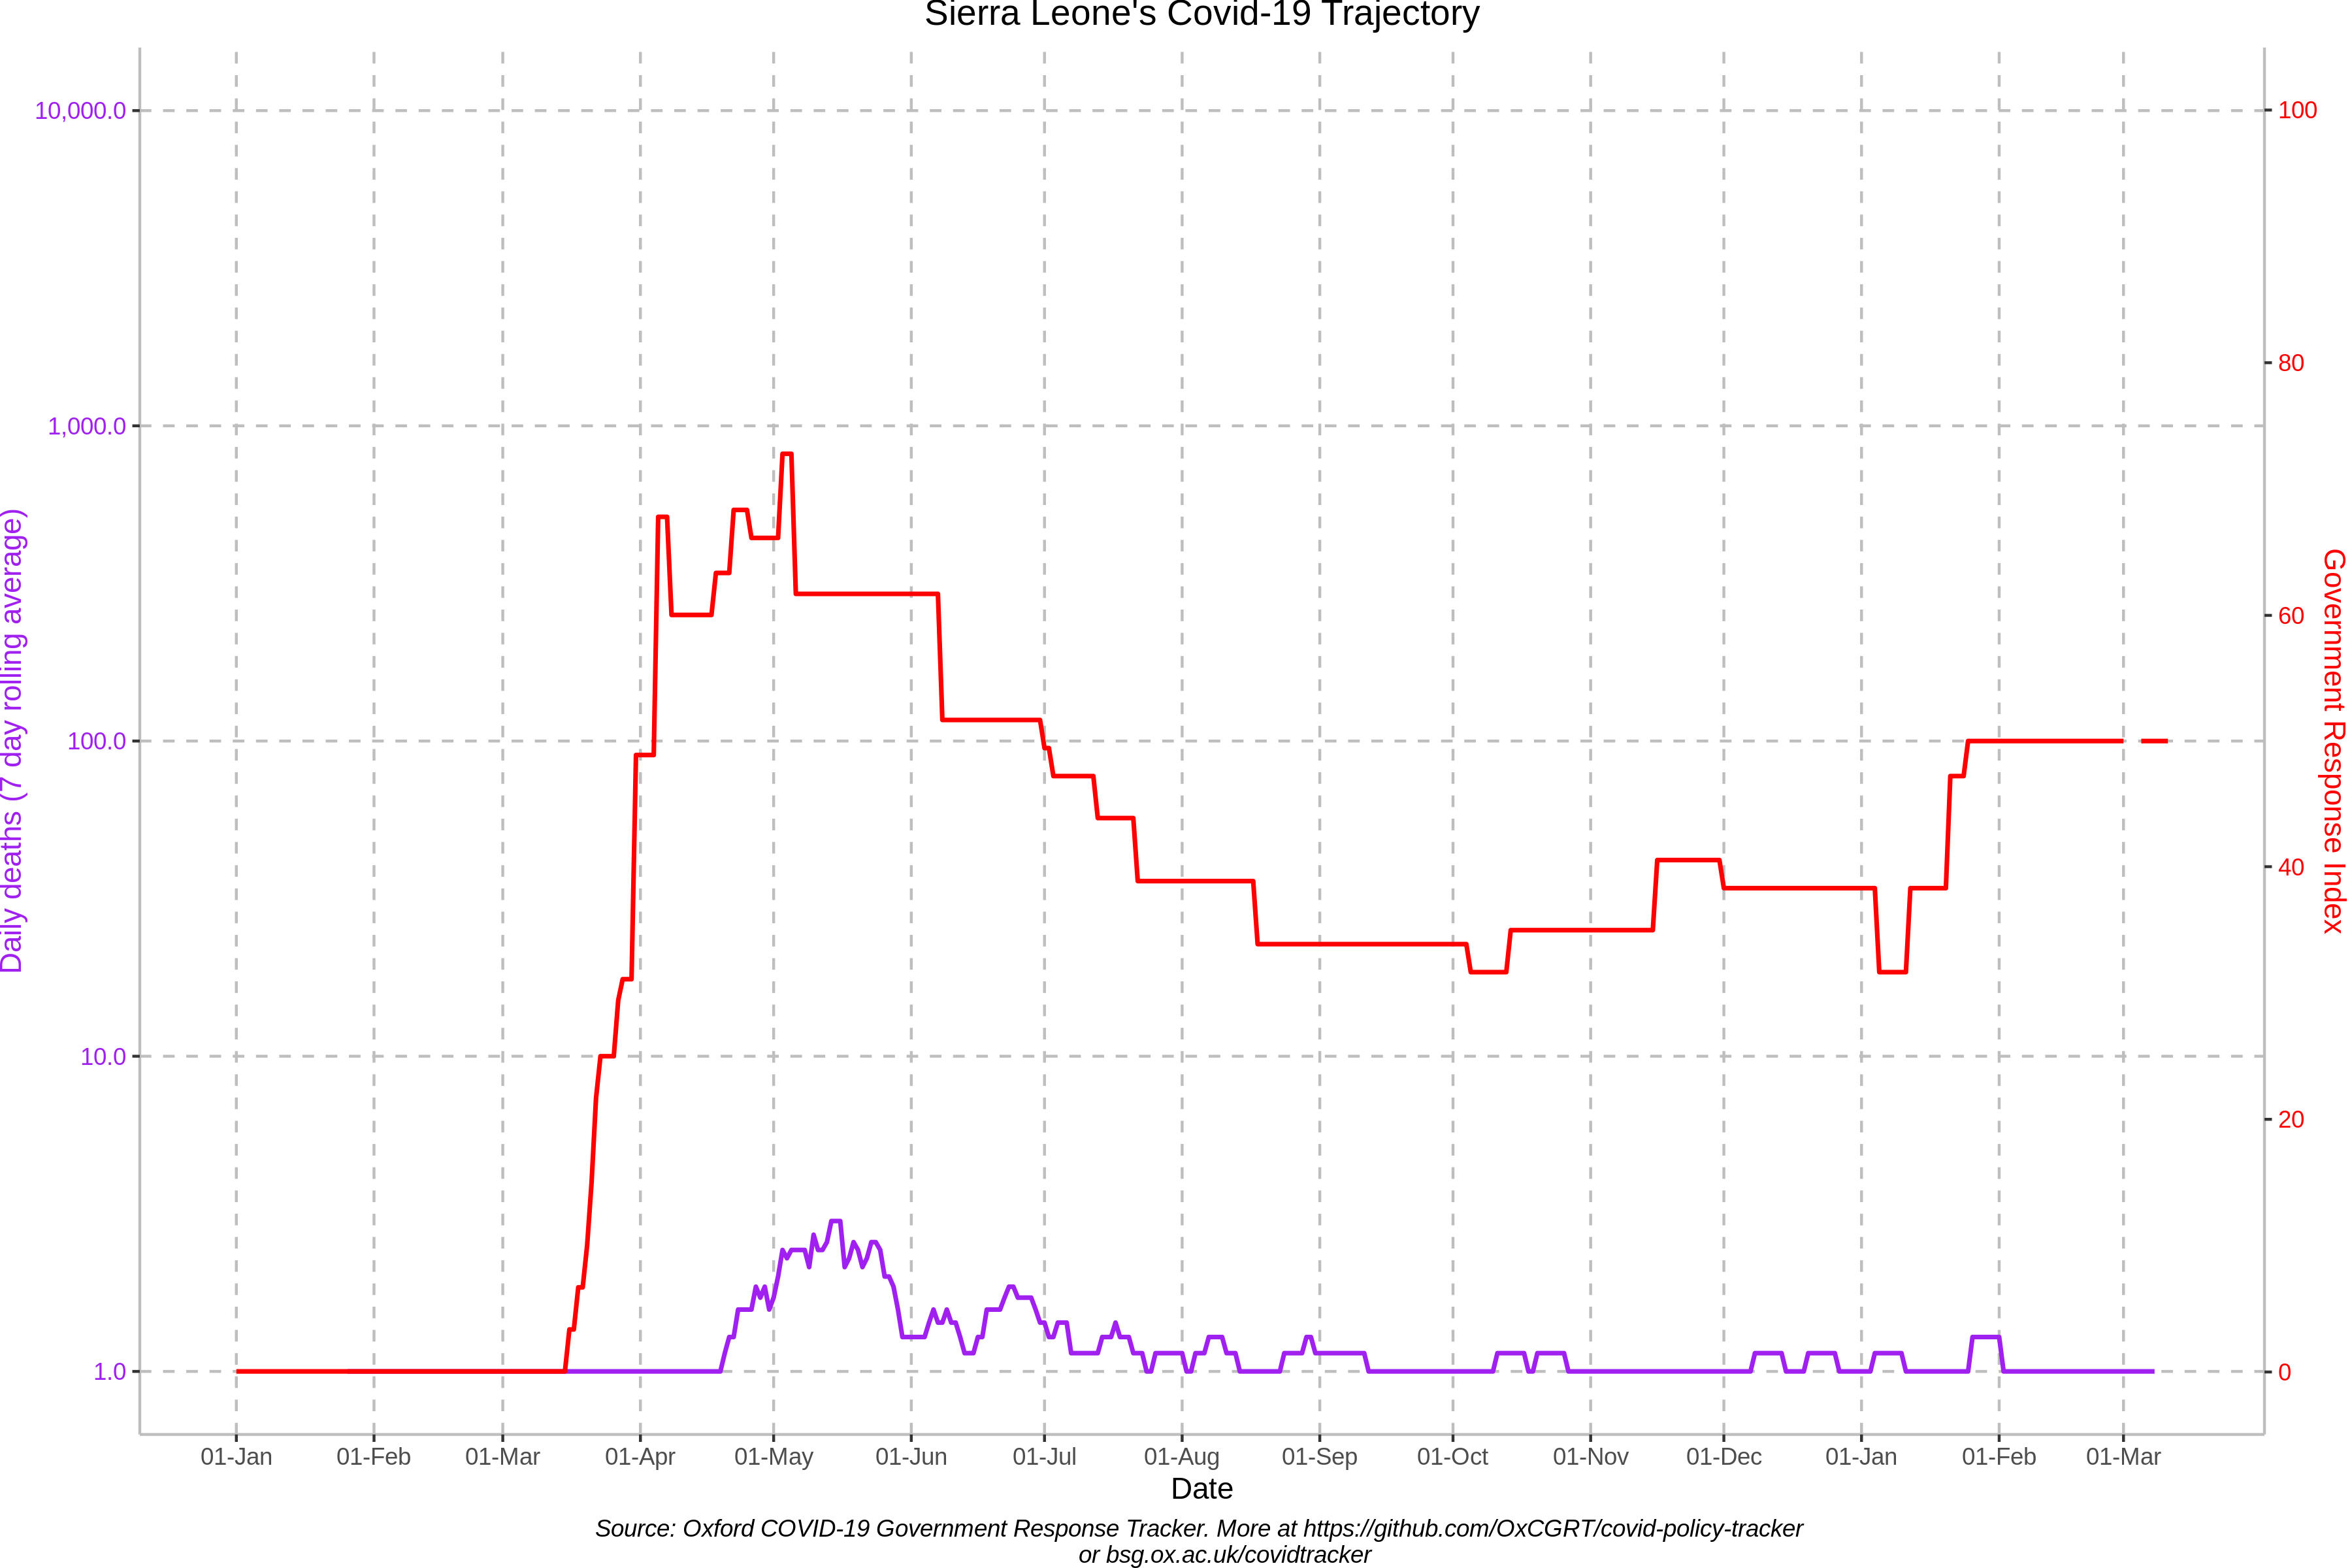 Sierra Leone's Covid-19 Trajectory
10,000.0
1,000.0
100.0
10.0
1.0
Daily deaths (7 day rolling average)
100
80
60
40
20
0
Government Response Index
01-Jan 01-Feb 01-Mar 01-Apr 01-May 01-Jun 01-Jul 01-Aug 01-Sep 01-Oct 01-Nov 01-Dec 01-Jan 01-Feb 01-Mar
Date
Source: Oxford COVID-19 Government Response Tracker. More at https://github.com/OxCGRT/covid-policy-tracker
or bsg.ox.ac.uk/covidtracker